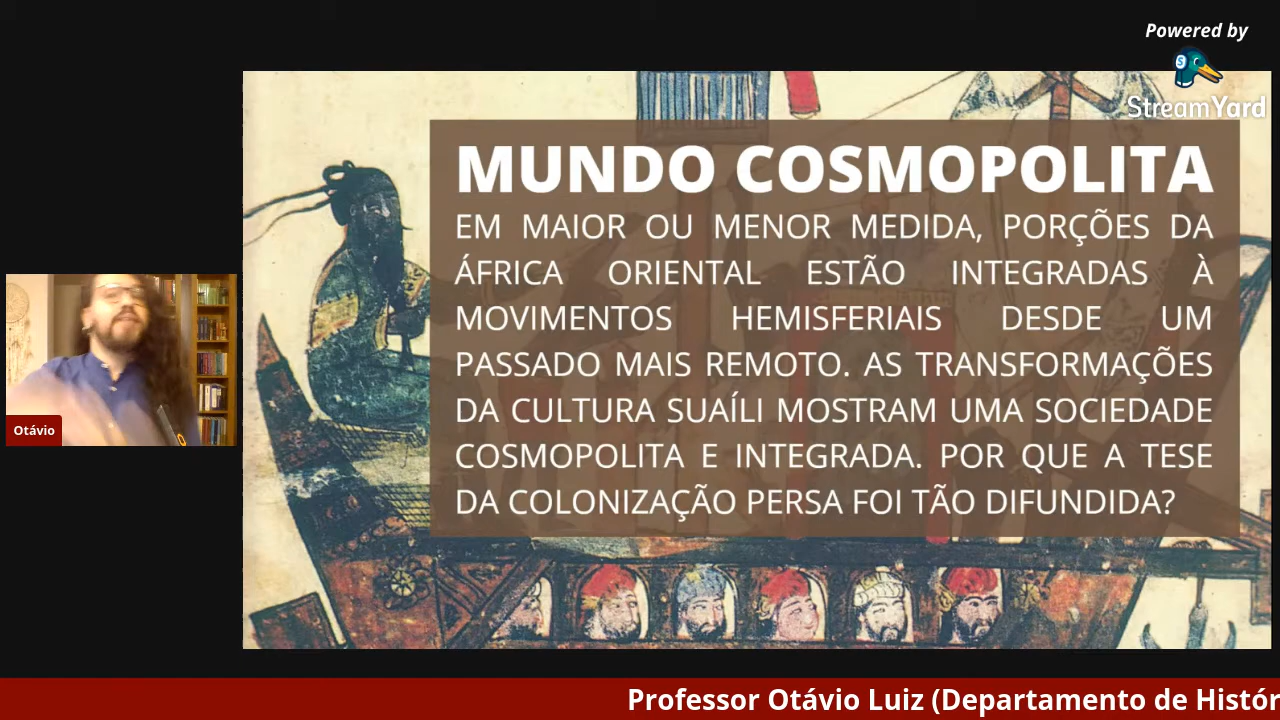 Powered by
StreamYard
MUNDO COSMOPOLITA
EM MAIOR OU MENOR MEDIDA, PORÇÕES DA
ÁFRICA ORIENTAL ESTÃO INTEGRADAS À
MOVIMENTOS HEMISFERIAIS DESDE UM
PASSADO MAIS REMOTO. AS TRANSFORMAÇÕES
DA CULTURA SUAÍLI MOSTRAM UMA SOCIEDADE
COSMOPOLITA E INTEGRADA. POR QUE A TESE
DA COLONIZAÇÃO PERSA FOI TÃO DIFUNDIDA?
Otávio
Professor Otávio Luiz (Departamento de Histór